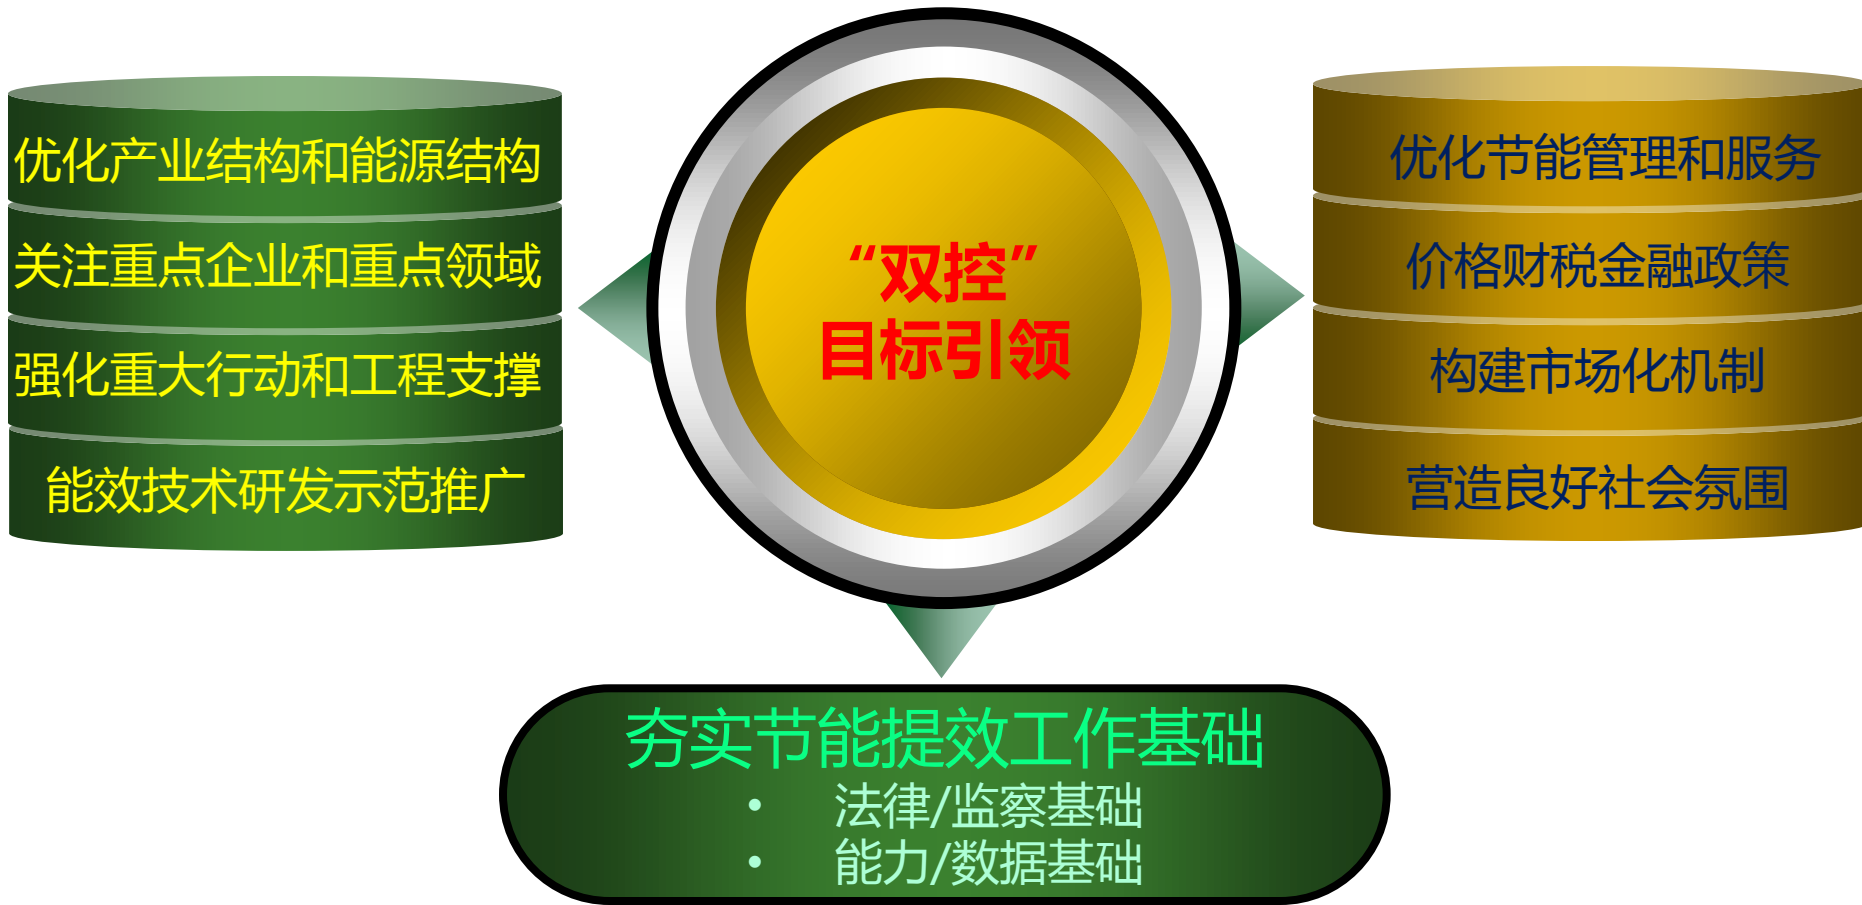 优化产业结构和能源结构
关注重点企业和重点领域
强化重大行动和工程支撑
能效技术研发示范推广
“双控”
目标引领
优化节能管理和服务
价格财税金融政策
构建市场化机制
营造良好社会氛围
夯实节能提效工作基础
• 法律/监察基础
• 能力/数据基础